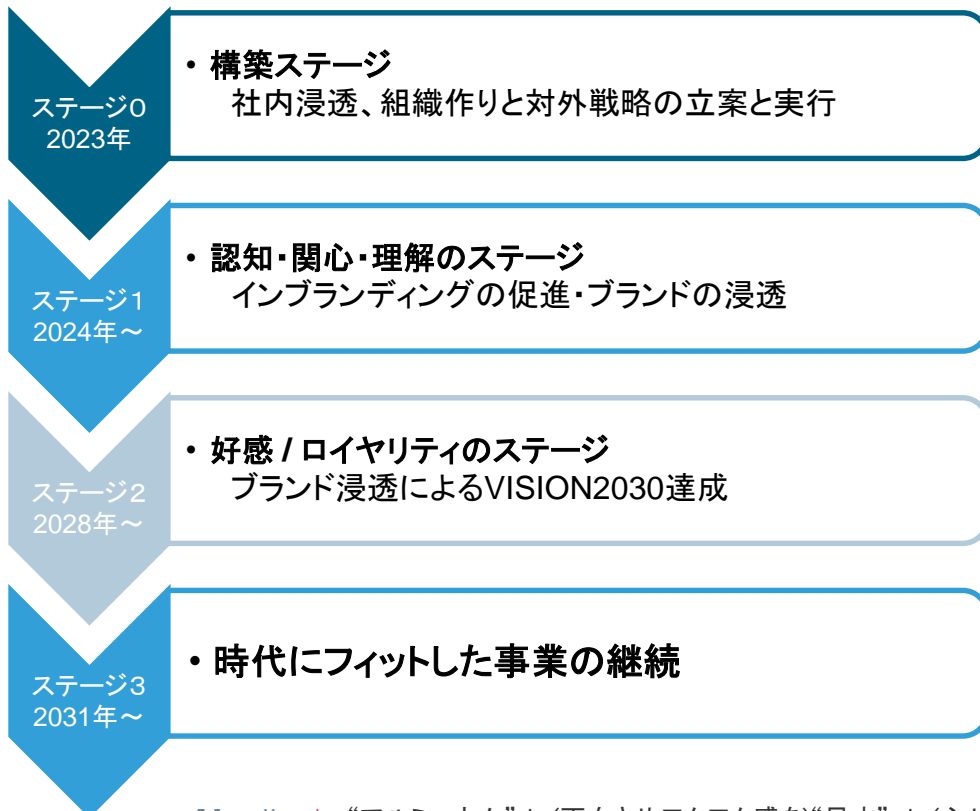 ステージ0
2023年
・構築ステージ
社内浸透、組織作りと対外戦略の立案と実行
ステージ1
2024年～
・認知・関心・理解のステージ
インブランディングの促進・ブランドの浸透
ステージ2
2028年～
・好感 / ロイヤリティのステージ
ブランド浸透によるVISION2030達成
ステージ3
2031年～
・時代にフィットした事業の継続